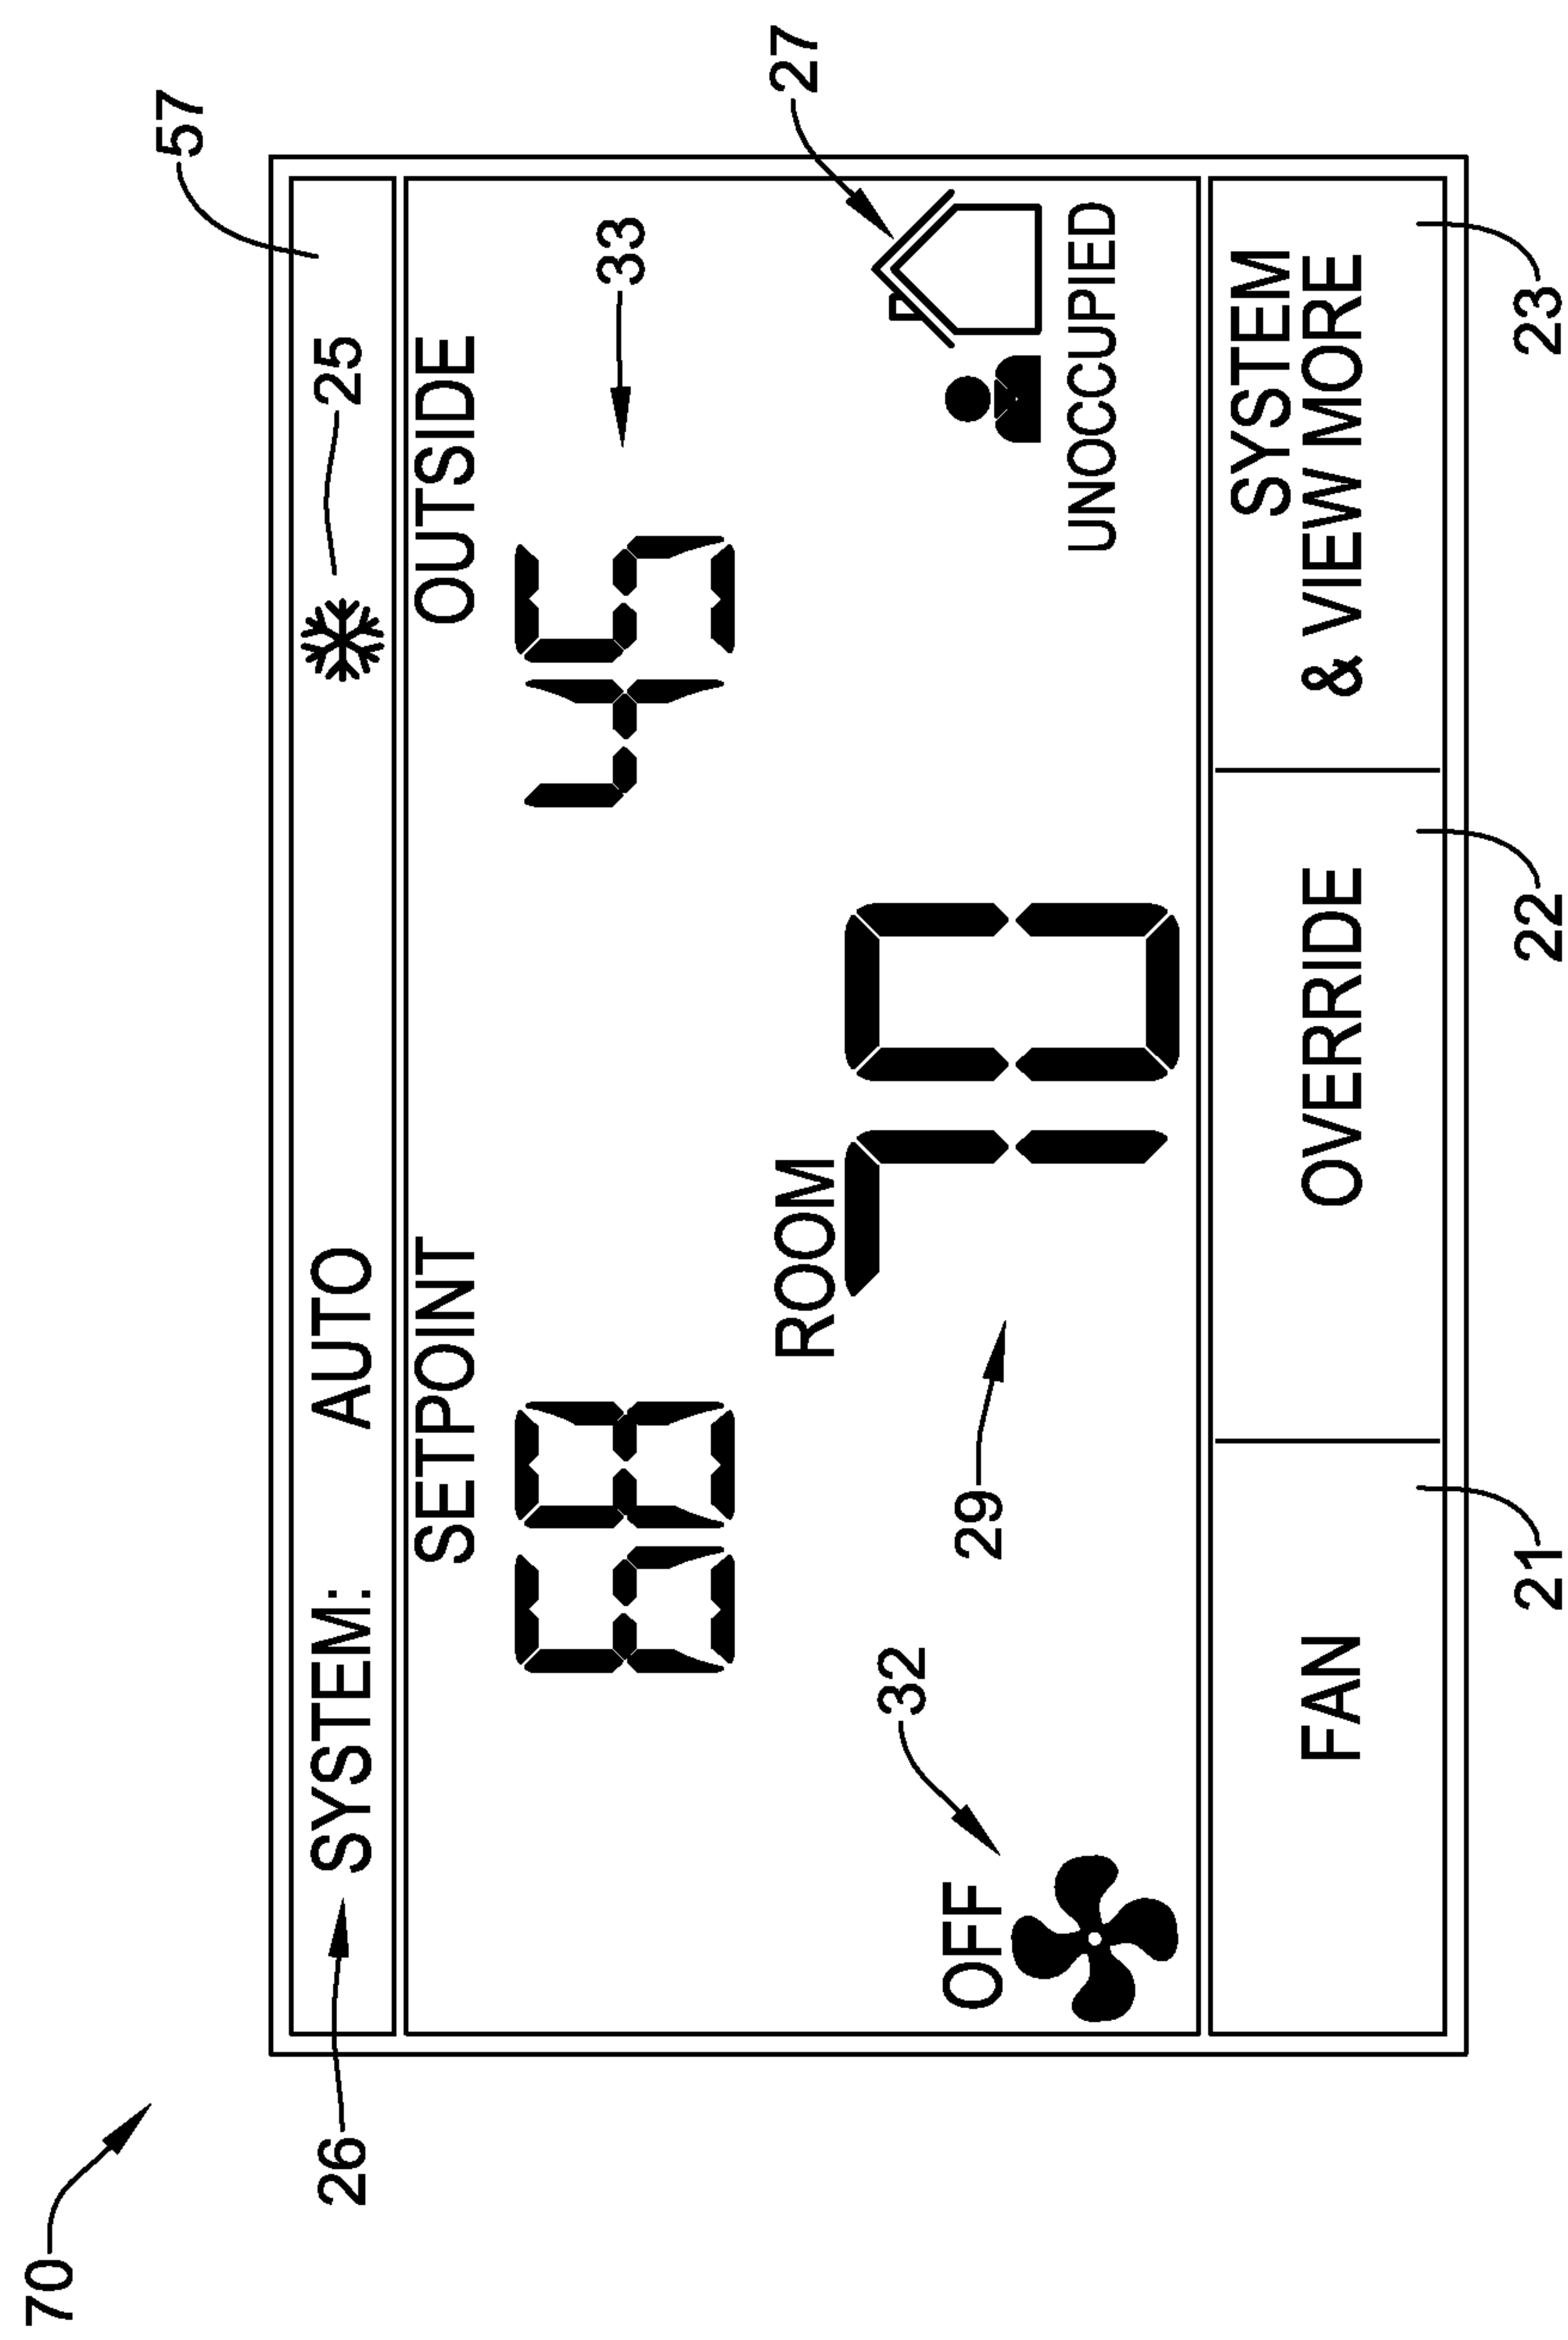 70
57
26 SYSTEM: AUTO 25
SETPOINT OUTSIDE
68 45 33
27
ROOM
32
OFF 29 70
UNOCCUPIED
FAN OVERRIDE SYSTEM
& VIEW MORE
21 22 23